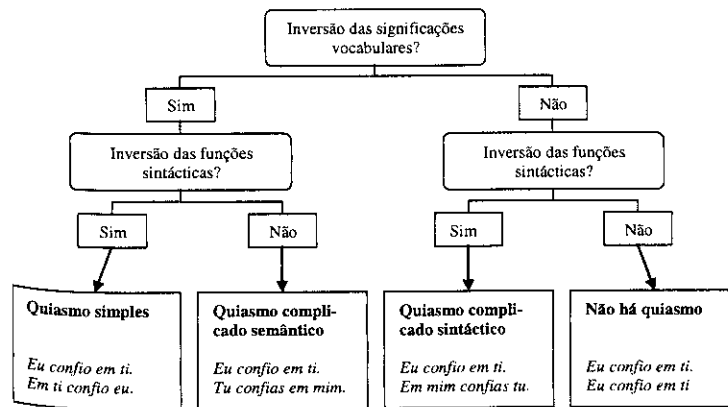 Inversão das significações
vocabulares?
Sim
Não
Inversão das funções
sintácticas?
Inversão das funções
sintácticas?
Sim
Não
Sim
Não
Quiasmo simples
Eu confio em ti.
Em ti confio eu.
Quiasmo compli-
cado semântico
Eu confio em ti.
Tu confias em mim.
Quiasmo compli-
cado sintáctico
Eu confio em ti.
Em mim confias tu.
Não há quiasmo
Eu confio em ti.
Eu confio em ti